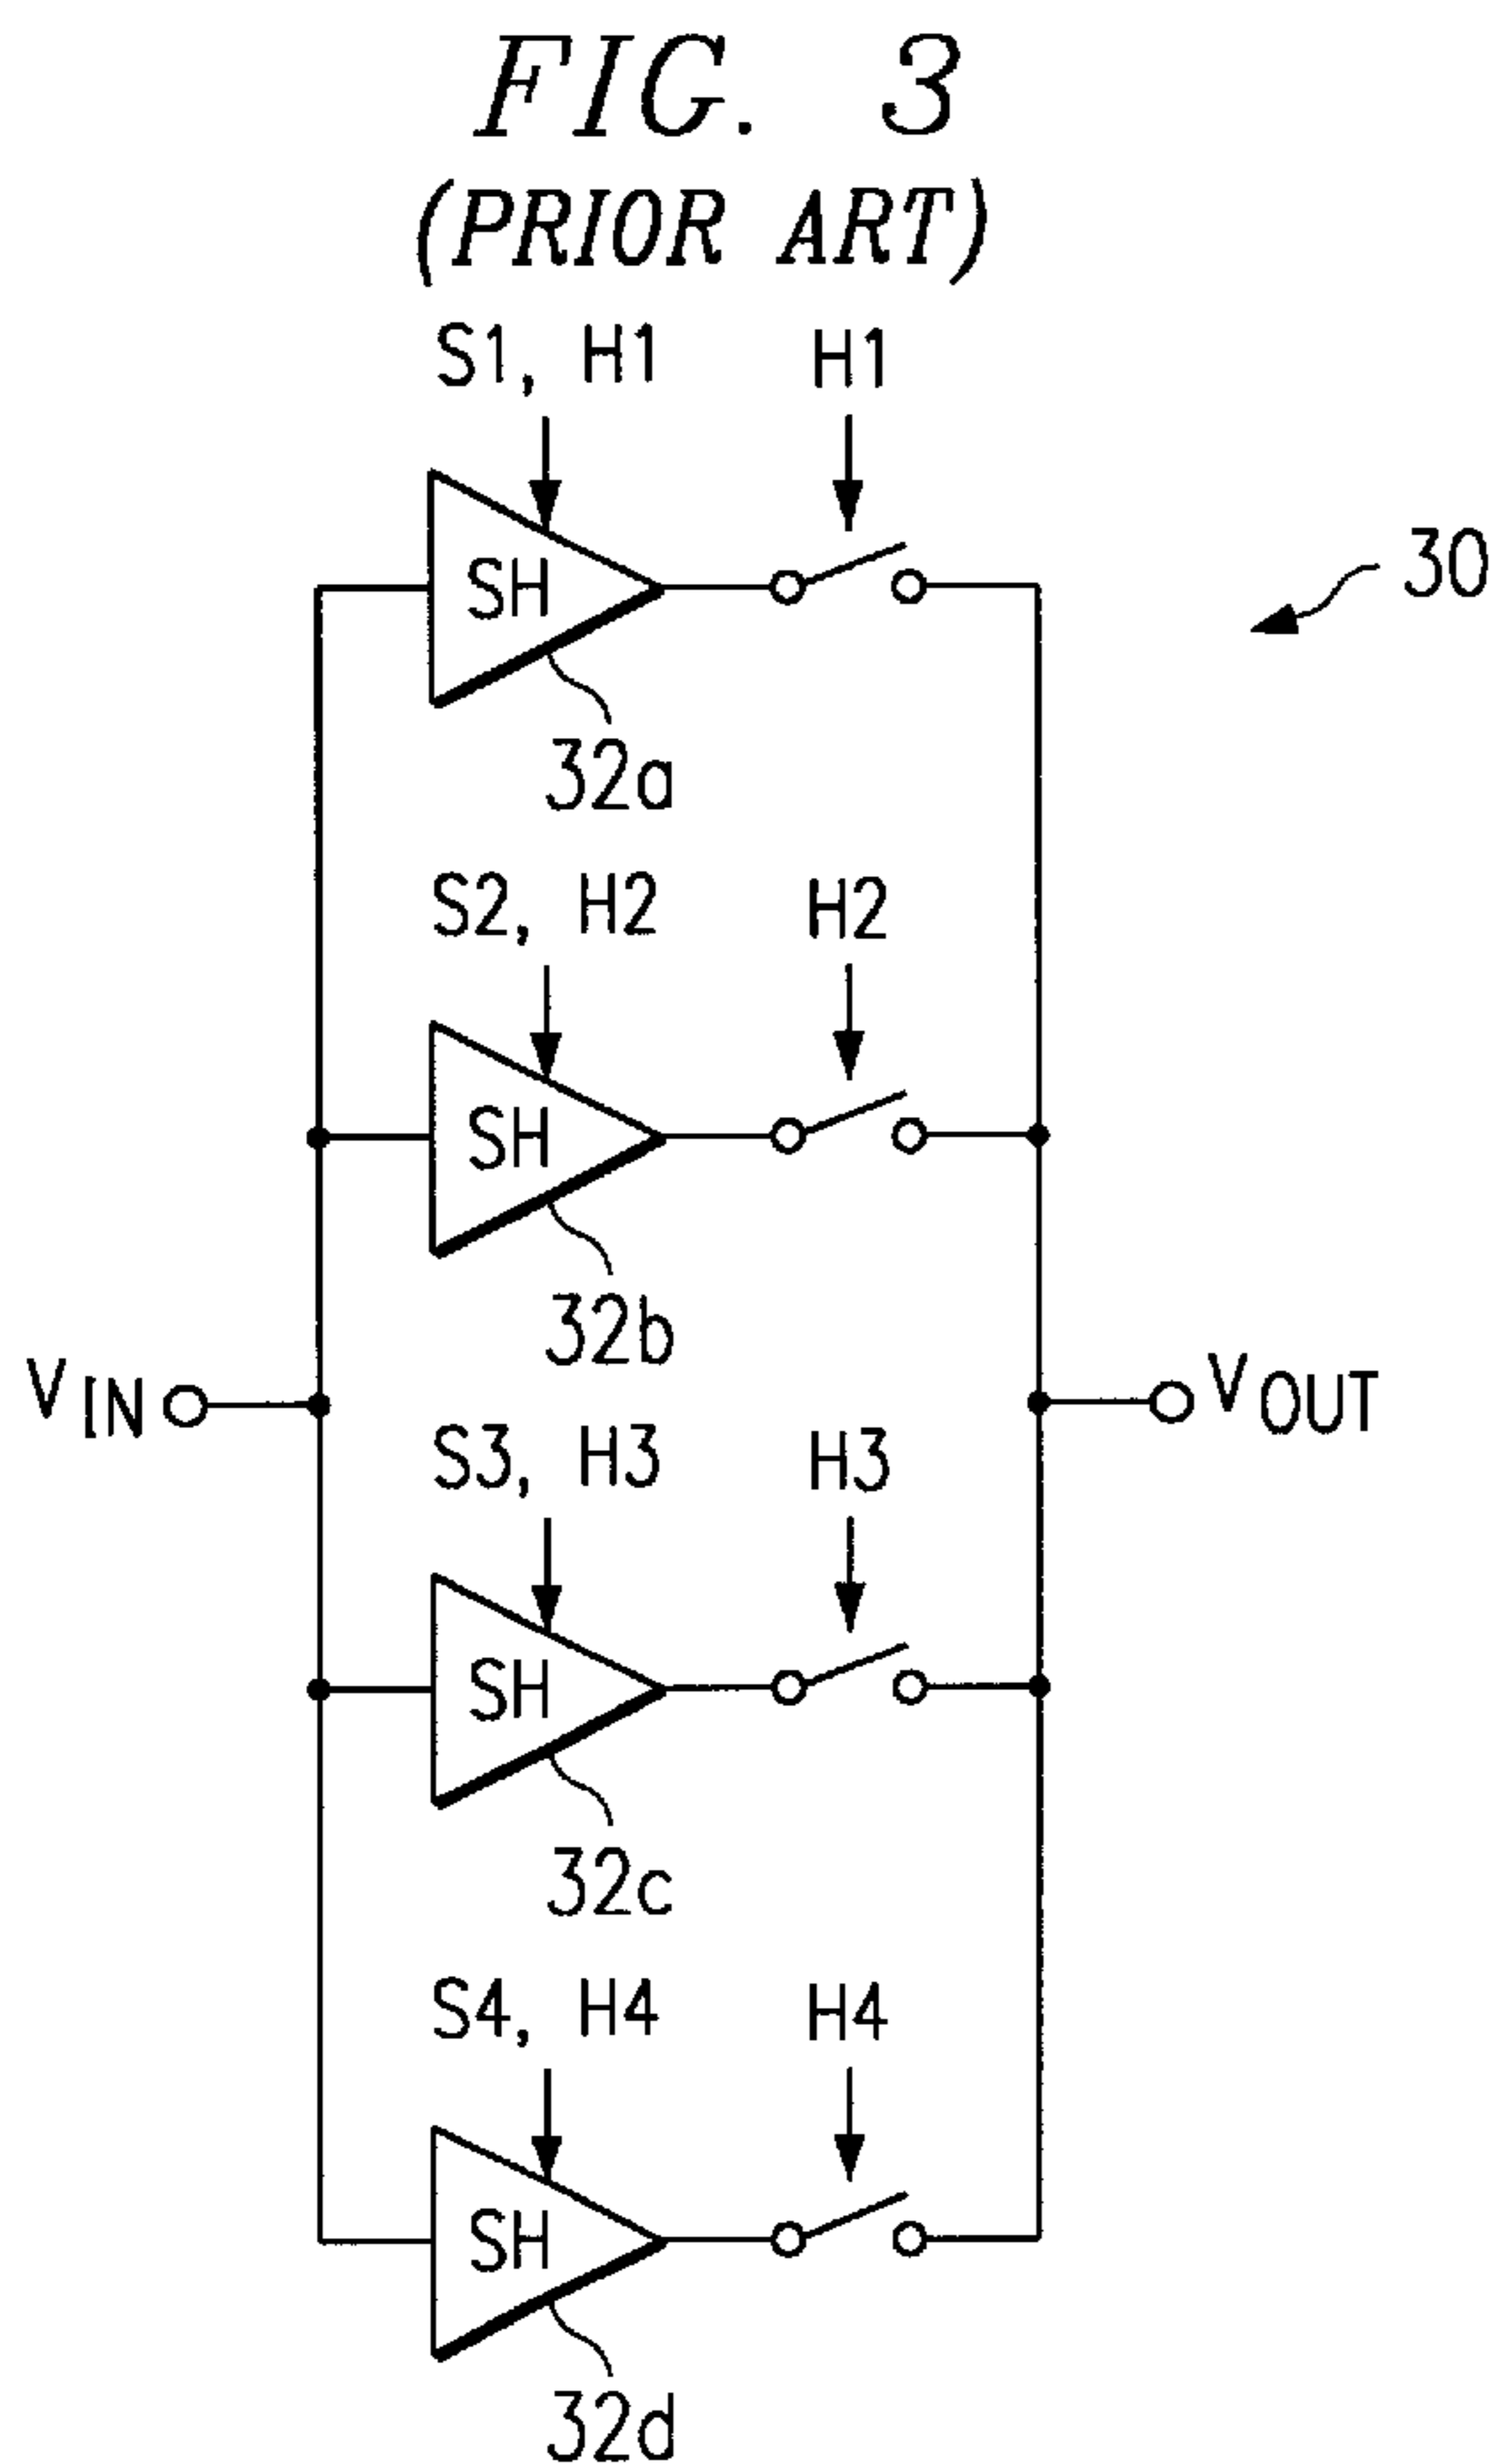 FIG. 3
(PRIOR ART)
S1, H1
H1
30
SH
32a
S2, H2
H2
SH
32b
VIN
VOUT
S3, H3
H3
SH
32c
S4, H4
H4
SH
32d